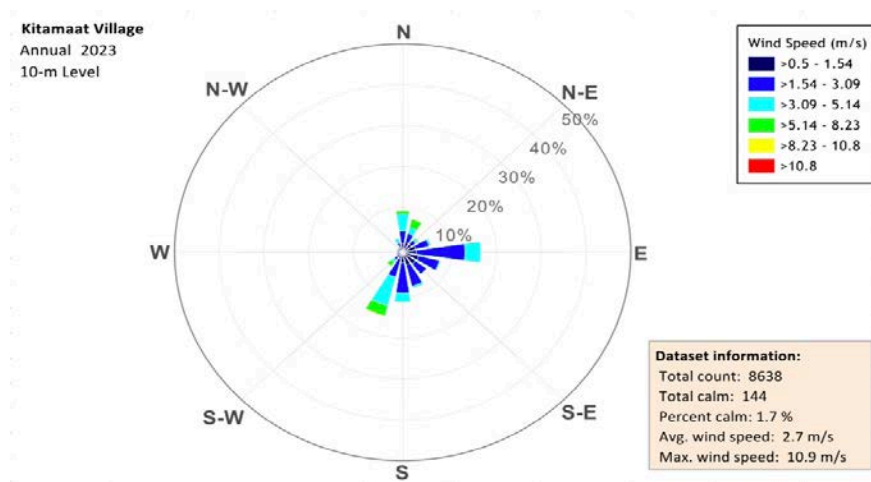 Kitamaat Village
Annual 2023
10-m Level
N
N-W
N-E
50%
40%
30%
20%
10%
W
E
S-W
S-E
S
Wind Speed (m/s)
>0.5 - 1.54
>1.54 - 3.09
>3.09 - 5.14
>5.14 - 8.23
>8.23 - 10.8
>10.8
Dataset information:
Total count: 8638
Total calm: 144
Percent calm: 1.7 %
Avg. wind speed: 2.7 m/s
Max. wind speed: 10.9 m/s